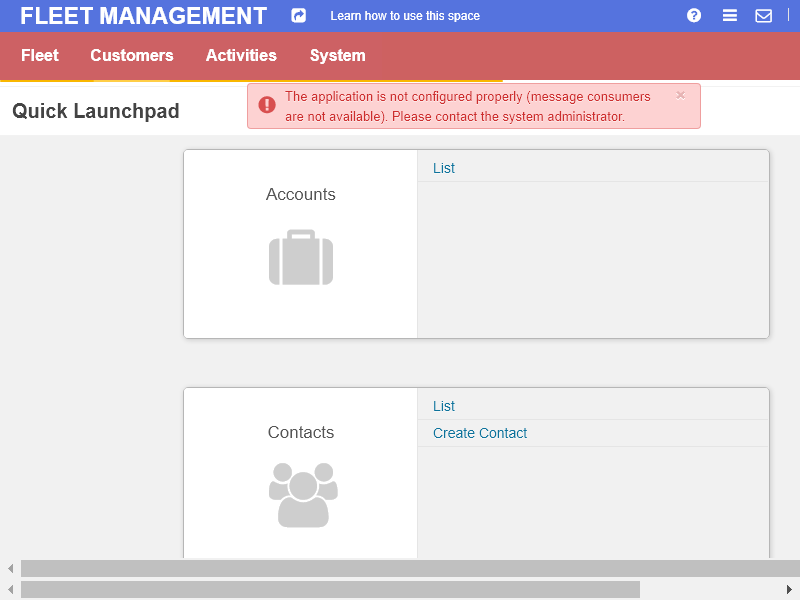 FLEET MANAGEMENT
Learn how to use this space
Fleet
Customers
Activities
System
The application is not configured properly (message consumers
are not available). Please contact the system administrator.
×
Quick Launchpad
Accounts
List
Contacts
List
Create Contact